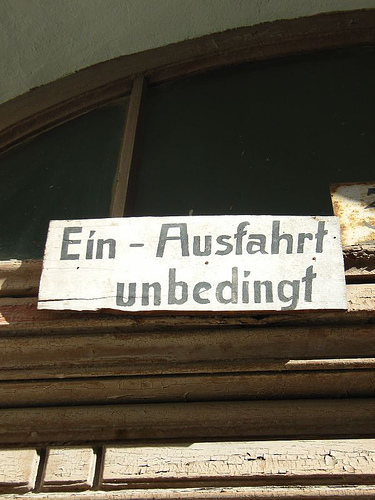 Ein - Ausfahrt
unbedingt